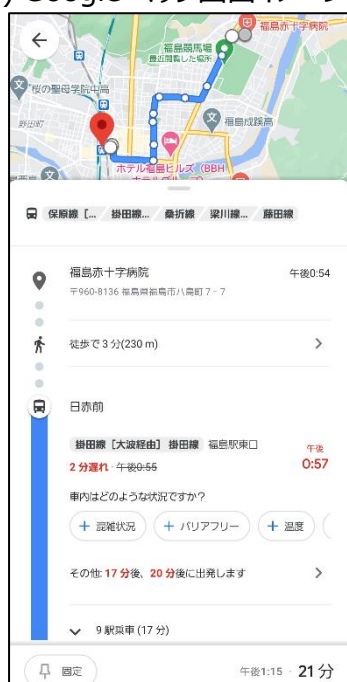 福島赤十字病院
福島競馬場
最近閲覧した場所
桜の聖母学院中高
野田町
福島成蹊高
ホテル福島ヒルズ (BBH
保原線 [... 掛田線... 桑折線 梁川線... 藤田線
福島赤十字病院 午後0:54
〒960-8136 福島県福島市八島町7-7
徒歩で 3 分(230 m)
日赤前
掛田線［大波経由］掛田線 福島駅東口 午後
2 分遅れ · 午後0:55 0:57
車内はどのような状況ですか?
+ 混雑状況 + バリアフリー + 温度
その他: 17 分後、20 分後に出発します
9 駅乗車 (17 分)
固定 午後1:15 · 21 分